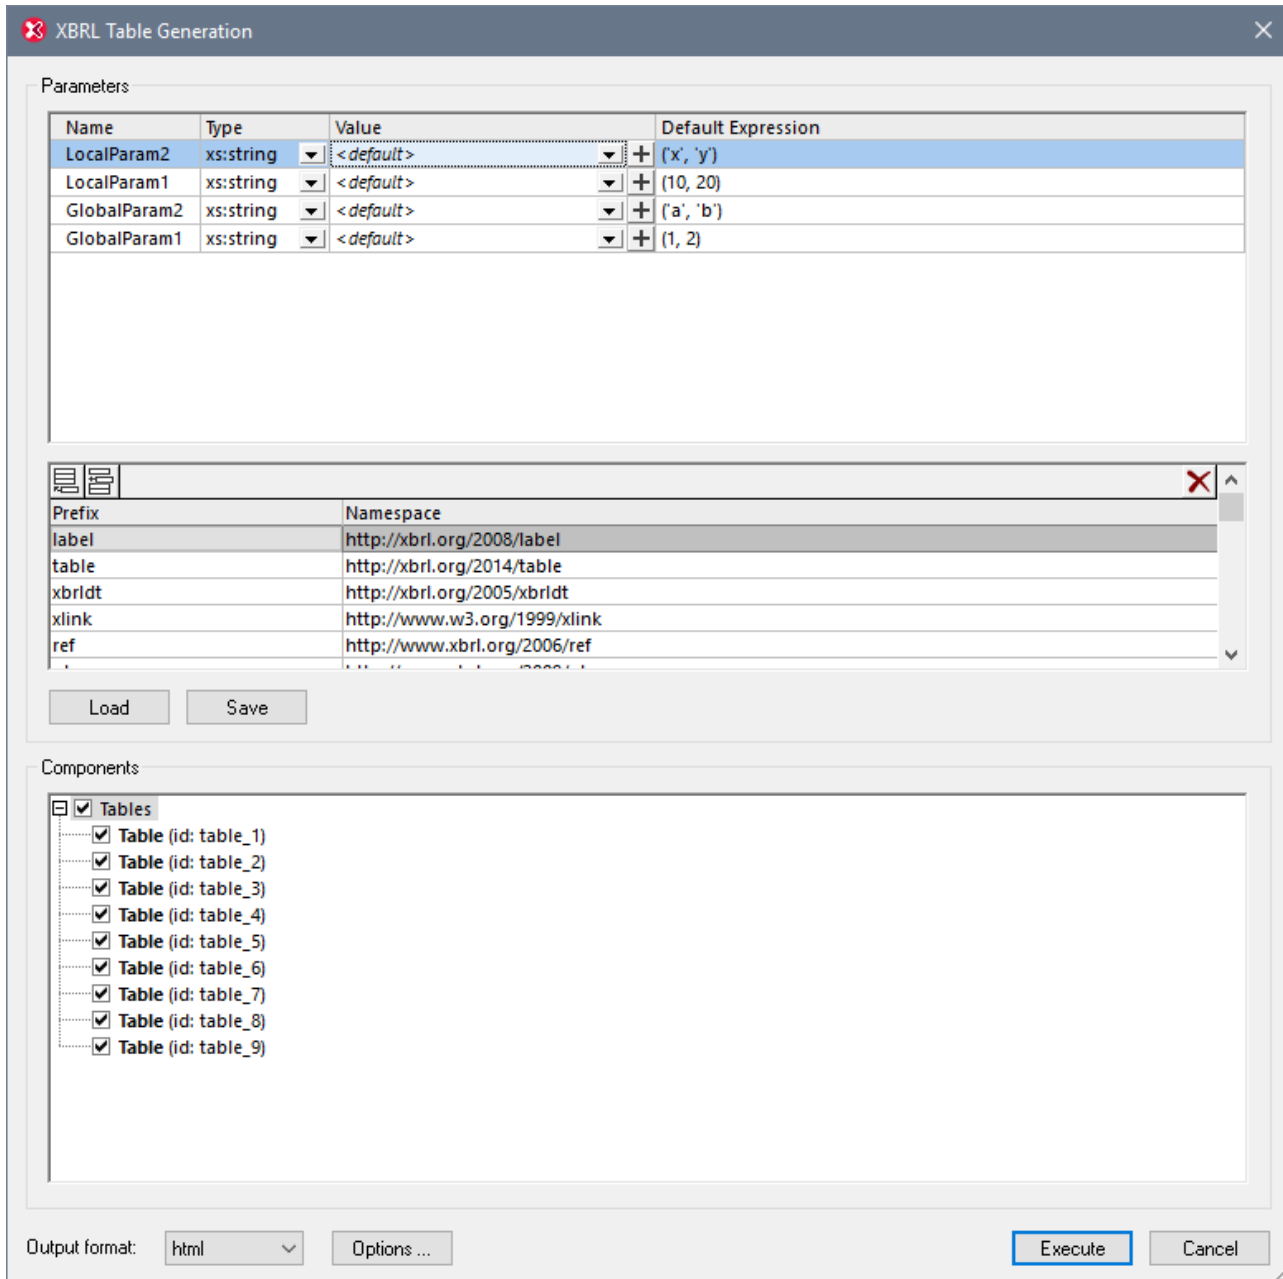 XBRL Table Generation
Parameters
Name Type Value Default Expression
LocalParam2 xs:string <default> ('x', 'y')
LocalParam1 xs:string <default> (10, 20)
GlobalParam2 xs:string <default> ('a', 'b')
GlobalParam1 xs:string <default> (1, 2)
Prefix Namespace
label http://xbrl.org/2008/label
table http://xbrl.org/2014/table
xbrldt http://xbrl.org/2005/xbrldt
xlink http://www.w3.org/1999/xlink
ref http://www.xbrl.org/2006/ref
Load Save
Components
Tables
Table (id: table_1)
Table (id: table_2)
Table (id: table_3)
Table (id: table_4)
Table (id: table_5)
Table (id: table_6)
Table (id: table_7)
Table (id: table_8)
Table (id: table_9)
Output format: html Options ... Execute Cancel